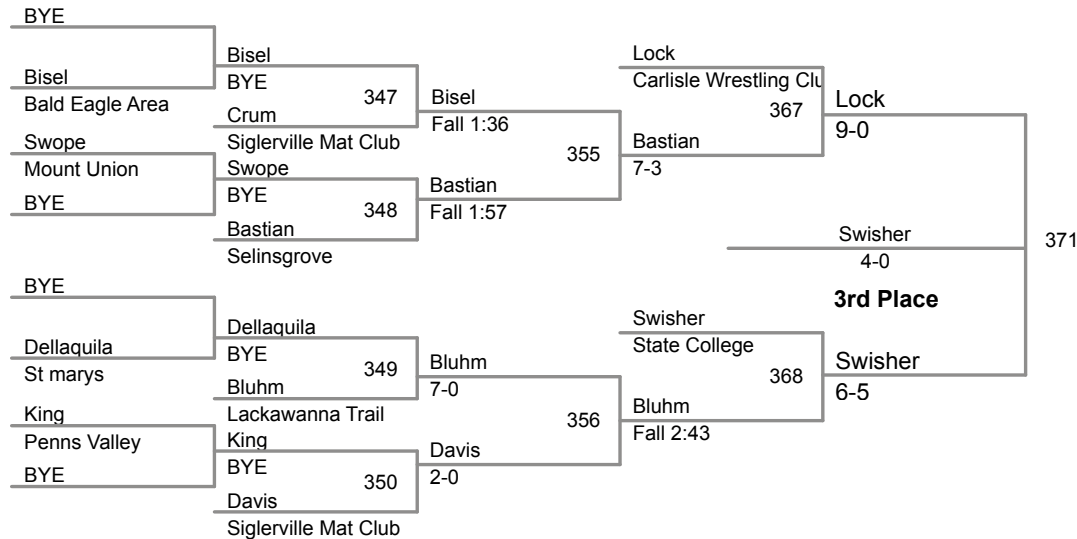 BYE
Bisel
Bald Eagle Area
Swope
Mount Union
BYE
BYE
Dellaquila
St marys
King
Penns Valley
BYE
Bisel
BYE
347
Crum
Siglerville Mat Club
Swope
BYE
348
Bastian
Selinsgrove
Dellaquila
BYE
349
Bluhm
Lackawanna Trail
King
BYE
350
Davis
Siglerville Mat Club
Bisel
Fall 1:36
355
Bastian
Fall 1:57
Bluhm
7-0
356
Davis
2-0
Lock
Carlisle Wrestling Clu
367
Bastian
7-3
Swisher
State College
368
Bluhm
Fall 2:43
Lock
9-0
Swisher
4-0
371
3rd Place
Swisher
6-5